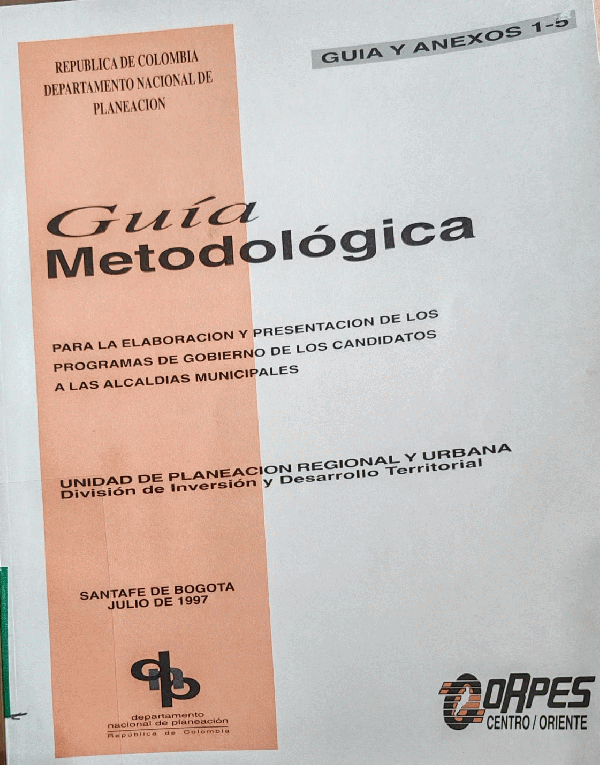 REPUBLICA DE COLOMBIA
DEPARTAMENTO NACIONAL DE
PLANEACION
GUIA Y ANEXOS 1-5
Guía
Metodológica
PARA LA ELABORACION Y PRESENTACION DE LOS
PROGRAMAS DE GOBIERNO DE LOS CANDIDATOS
A LAS ALCALDIAS MUNICIPALES
UNIDAD DE PLANEACION REGIONAL Y URBANA
División de Inversión y Desarrollo Territorial
SANTAFE DE BOGOTA
JULIO DE 1997
dnp
departamento
nacional de planeación
República de Colombia
CORPES
CENTRO / ORIENTE